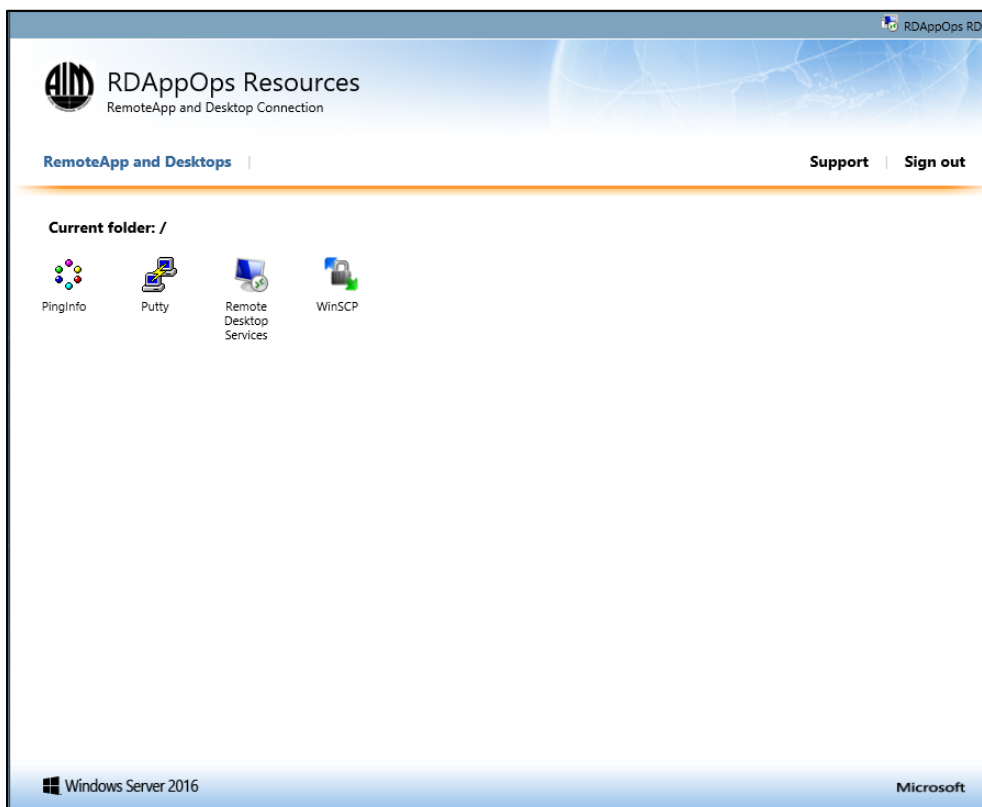 RDAppOps RD
AIM
RDAppOps Resources
RemoteApp and Desktop Connection
RemoteApp and Desktops
Support
Sign out
Current folder: /
PingInfo
Putty
Remote
Desktop
Services
WinSCP
Windows Server 2016
Microsoft